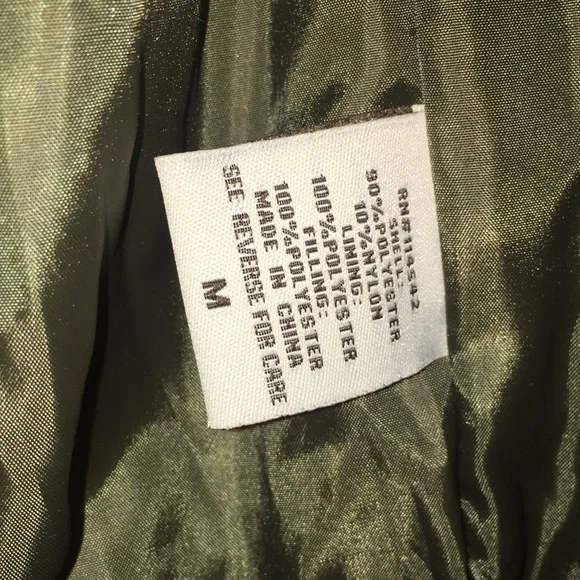 RN#114542
SHELL:
90%POLYESTER
10%NYLON
LINING:
100%POLYESTER
FILLING:
100%POLYESTER
MADE IN CHINA
SEE REVERSE FOR CARE
M